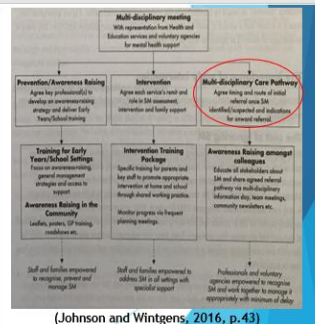 Multi-disciplinary meeting
With representation from Health and
Education services and voluntary agencies
for mental health support
Prevention/Awareness Raising
Agree key professional(s) to
develop an awareness-raising
strategy and deliver Early
Years/School training
Intervention
Agree each service's remit and
role in SM assessment,
intervention and family support
Multi-disciplinary Care Pathway
Agree timing and route of initial
referral once SM
identified/suspected and indications
for onward referral
Training for Early
Years/School Settings
Focus on awareness-raising,
general management
strategies and access to
support
Awareness Raising in the
Community
Leaflets, posters, GP training,
roadshows etc.
Intervention Training
Package
Specific training for parents and
key staff to promote appropriate
intervention at home and school
through shared working practice.
Monitor progress via frequent
planning meetings.
Awareness Raising amongst
colleagues
Educate all stakeholders about
SM and share agreed referral
pathway via multi-disciplinary
information day, team meetings,
community newsletters etc.
Staff and families empowered
to recognise, prevent and
manage SM
Staff and families empowered to
address SM in all settings with
specialist support
Professionals and voluntary
agencies empowered to recognise
SM and work together to manage it
appropriately with minimum of delay
(Johnson and Wintgens, 2016, p.43)